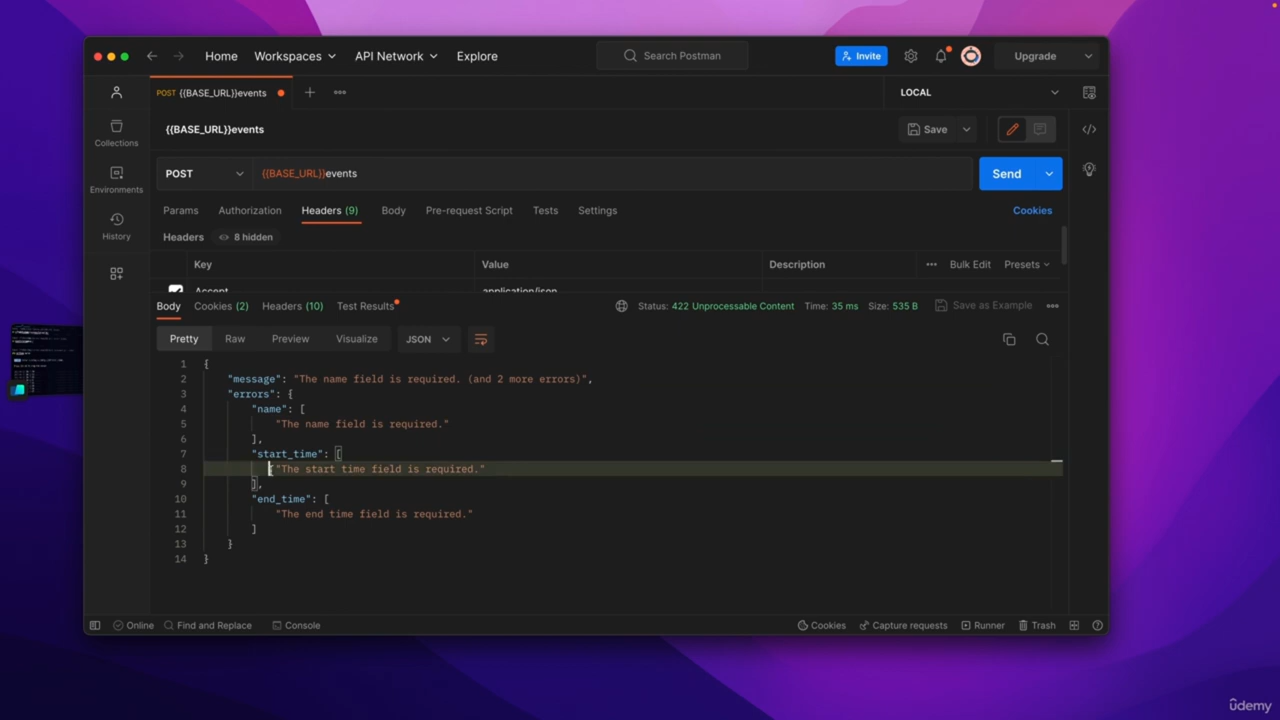 Home Workspaces API Network Explore Search Postman Invite Upgrade
POST {{BASE_URL}}events LOCAL
{{BASE_URL}}events Save
Collections
POST {{BASE_URL}}events Send
Environments
Params Authorization Headers (9) Body Pre-request Script Tests Settings Cookies
History
Headers 8 hidden
Key Value Description Bulk Edit Presets
Accept application/json
Body Cookies (2) Headers (10) Test Results Status: 422 Unprocessable Content Time: 35 ms Size: 535 B Save as Example
Pretty Raw Preview Visualize JSON
1 {
2 "message": "The name field is required. (and 2 more errors)",
3 "errors": {
4 "name": [
5 "The name field is required."
6 ],
7 "start_time": [
8 "The start time field is required."
9 ],
10 "end_time": [
11 "The end time field is required."
12 ]
13 }
14 }
Online Find and Replace Console Cookies Capture requests Runner Trash
ûdemy